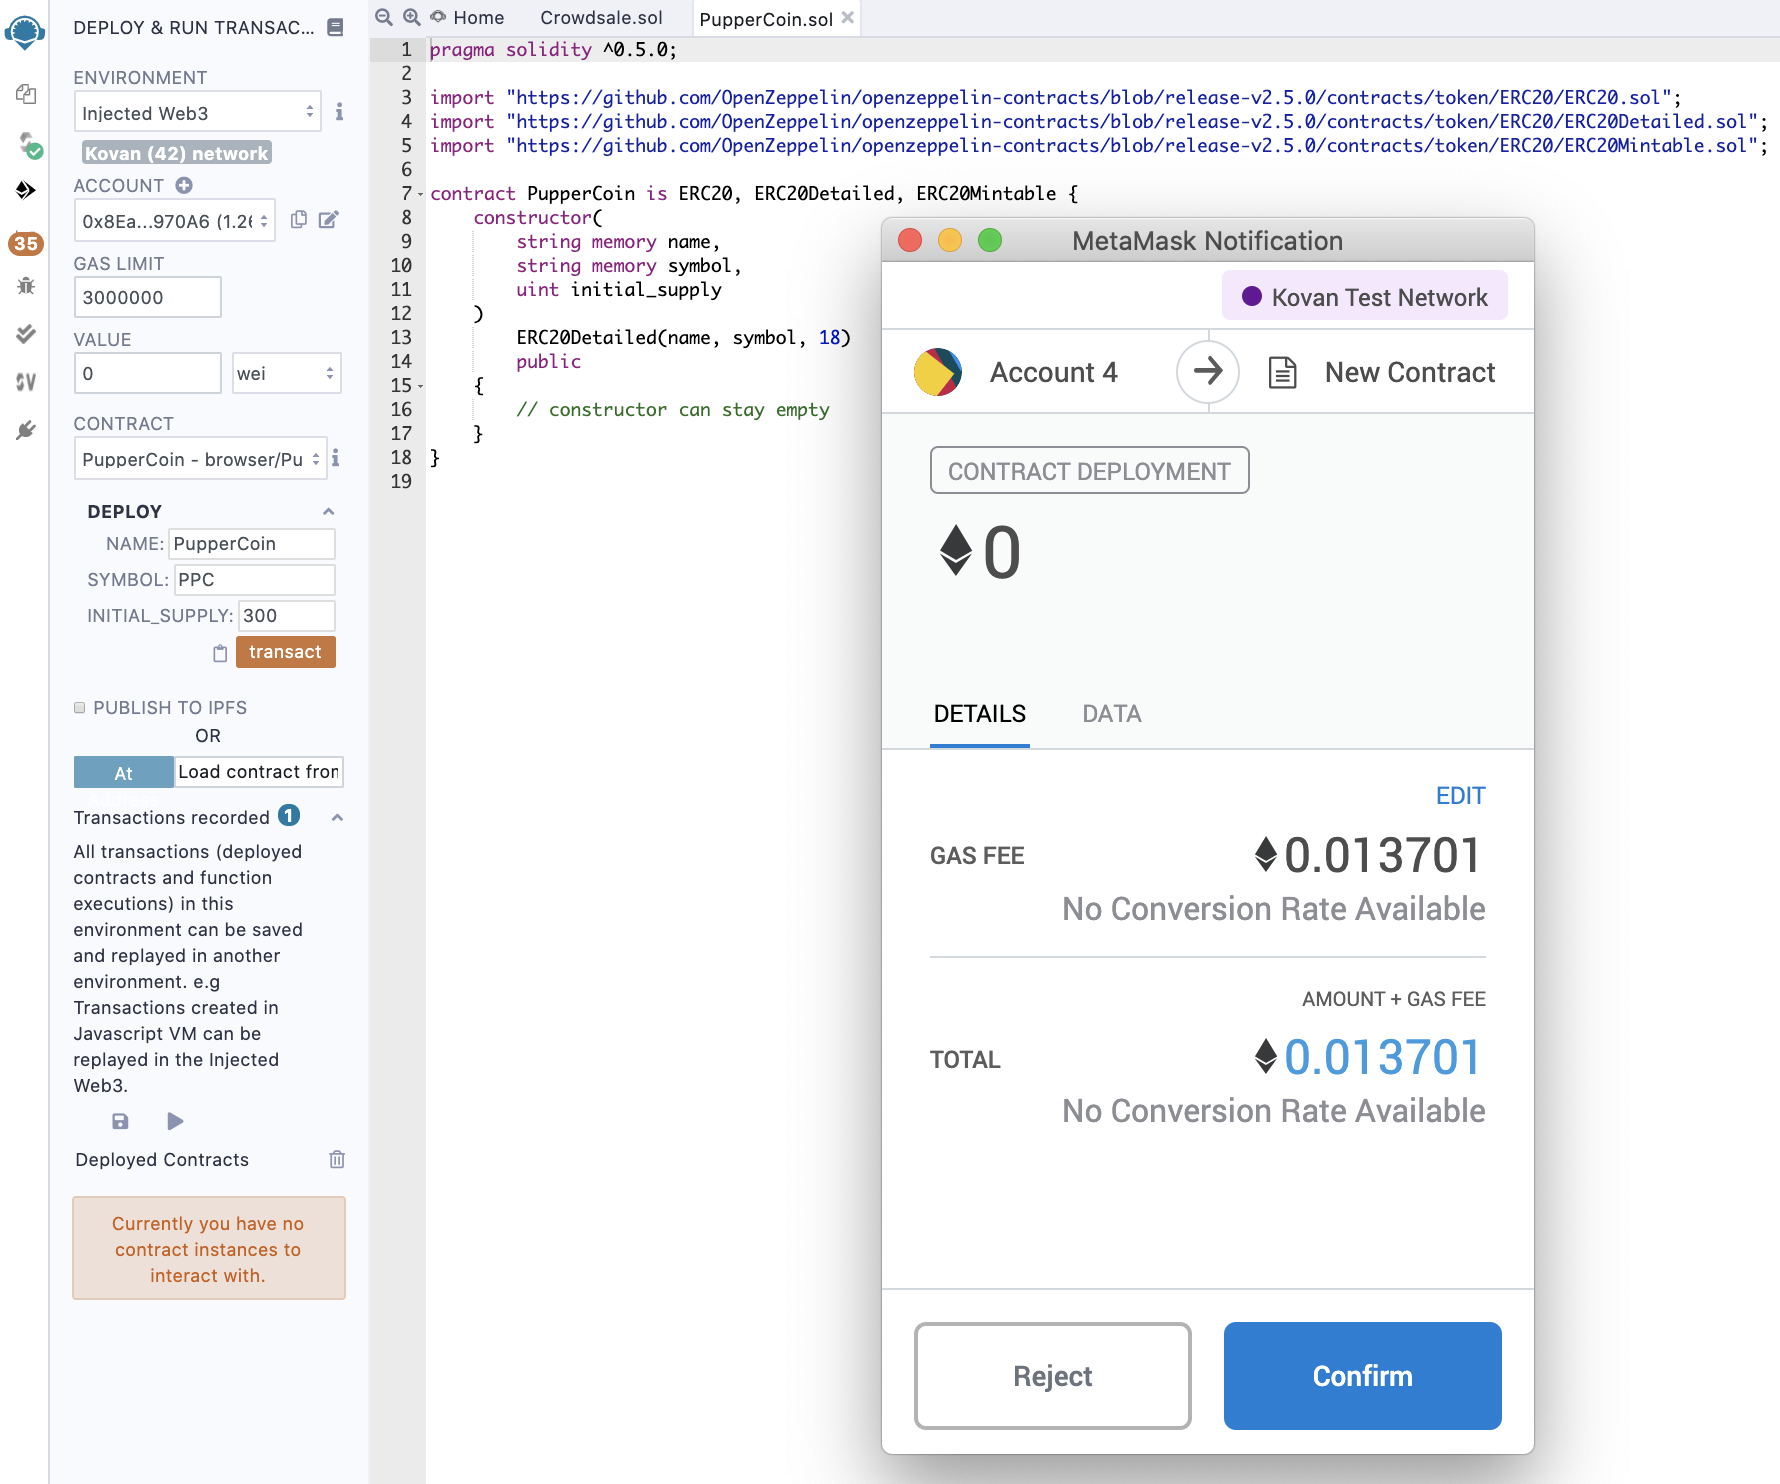 DEPLOY & RUN TRANSAC...
ENVIRONMENT
Injected Web3
Kovan (42) network
ACCOUNT
0x8Ea...970A6 (1.26
GAS LIMIT
3000000
VALUE
0
wei
CONTRACT
PupperCoin - browser/Pu
DEPLOY
NAME: PupperCoin
SYMBOL: PPC
INITIAL_SUPPLY: 300
transact
PUBLISH TO IPFS
OR
At
Load contract from
Transactions recorded 1
All transactions (deployed
contracts and function
executions) in this
environment can be saved
and replayed in another
environment. e.g
Transactions created in
Javascript VM can be
replayed in the Injected
Web3.
Deployed Contracts
Currently you have no
contract instances to
interact with.
35
Home
Crowdsale.sol
PupperCoin.sol
1 pragma solidity ^0.5.0;
2
3 import "https://github.com/OpenZeppelin/openzeppelin-contracts/blob/release-v2.5.0/contracts/token/ERC20/ERC20.sol";
4 import "https://github.com/OpenZeppelin/openzeppelin-contracts/blob/release-v2.5.0/contracts/token/ERC20/ERC20Detailed.sol";
5 import "https://github.com/OpenZeppelin/openzeppelin-contracts/blob/release-v2.5.0/contracts/token/ERC20/ERC20Mintable.sol";
6
7 contract PupperCoin is ERC20, ERC20Detailed, ERC20Mintable {
8 constructor(
9 string memory name,
10 string memory symbol,
11 uint initial_supply
12 )
13 ERC20Detailed(name, symbol, 18)
14 public
15 {
16 // constructor can stay empty
17 }
18 }
19
MetaMask Notification
Kovan Test Network
Account 4
New Contract
CONTRACT DEPLOYMENT
0
DETAILS
DATA
EDIT
GAS FEE
0.013701
No Conversion Rate Available
AMOUNT + GAS FEE
TOTAL
0.013701
No Conversion Rate Available
Reject
Confirm